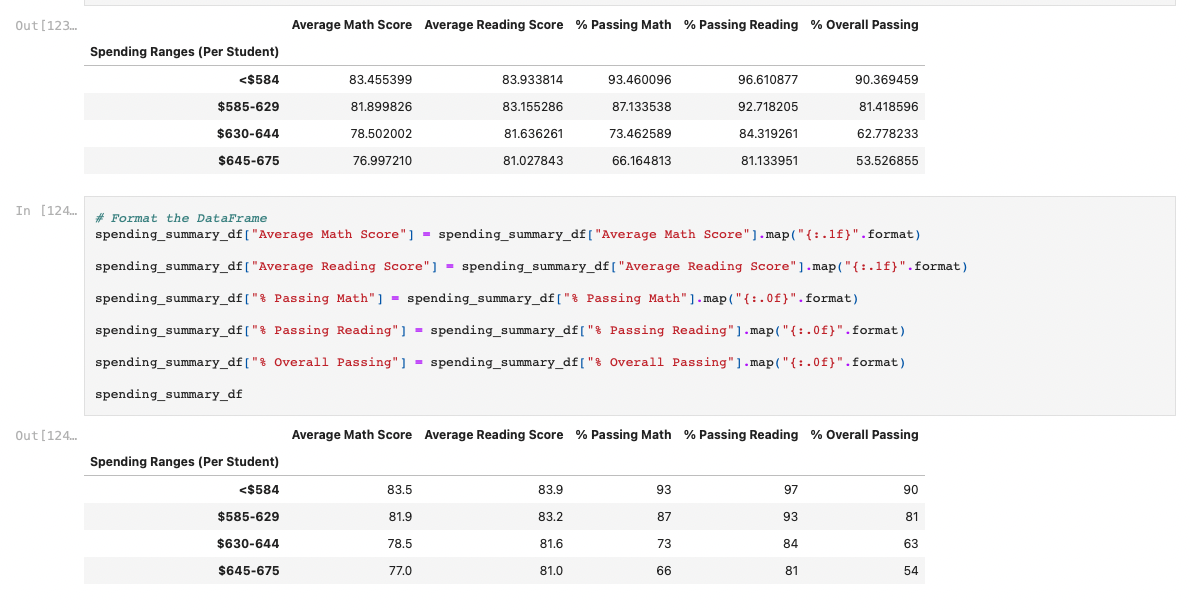 Out[123…
Average Math Score Average Reading Score % Passing Math % Passing Reading % Overall Passing
Spending Ranges (Per Student)
<$584 83.455399 83.933814 93.460096 96.610877 90.369459
$585-629 81.899826 83.155286 87.133538 92.718205 81.418596
$630-644 78.502002 81.636261 73.462589 84.319261 62.778233
$645-675 76.997210 81.027843 66.164813 81.133951 53.526855
In [124…
# Format the DataFrame
spending_summary_df["Average Math Score"] = spending_summary_df["Average Math Score"].map("{:.1f}".format)
spending_summary_df["Average Reading Score"] = spending_summary_df["Average Reading Score"].map("{:.1f}".format)
spending_summary_df["% Passing Math"] = spending_summary_df["% Passing Math"].map("{:.0f}".format)
spending_summary_df["% Passing Reading"] = spending_summary_df["% Passing Reading"].map("{:.0f}".format)
spending_summary_df["% Overall Passing"] = spending_summary_df["% Overall Passing"].map("{:.0f}".format)
spending_summary_df
Out[124…
Average Math Score Average Reading Score % Passing Math % Passing Reading % Overall Passing
Spending Ranges (Per Student)
<$584 83.5 83.9 93 97 90
$585-629 81.9 83.2 87 93 81
$630-644 78.5 81.6 73 84 63
$645-675 77.0 81.0 66 81 54